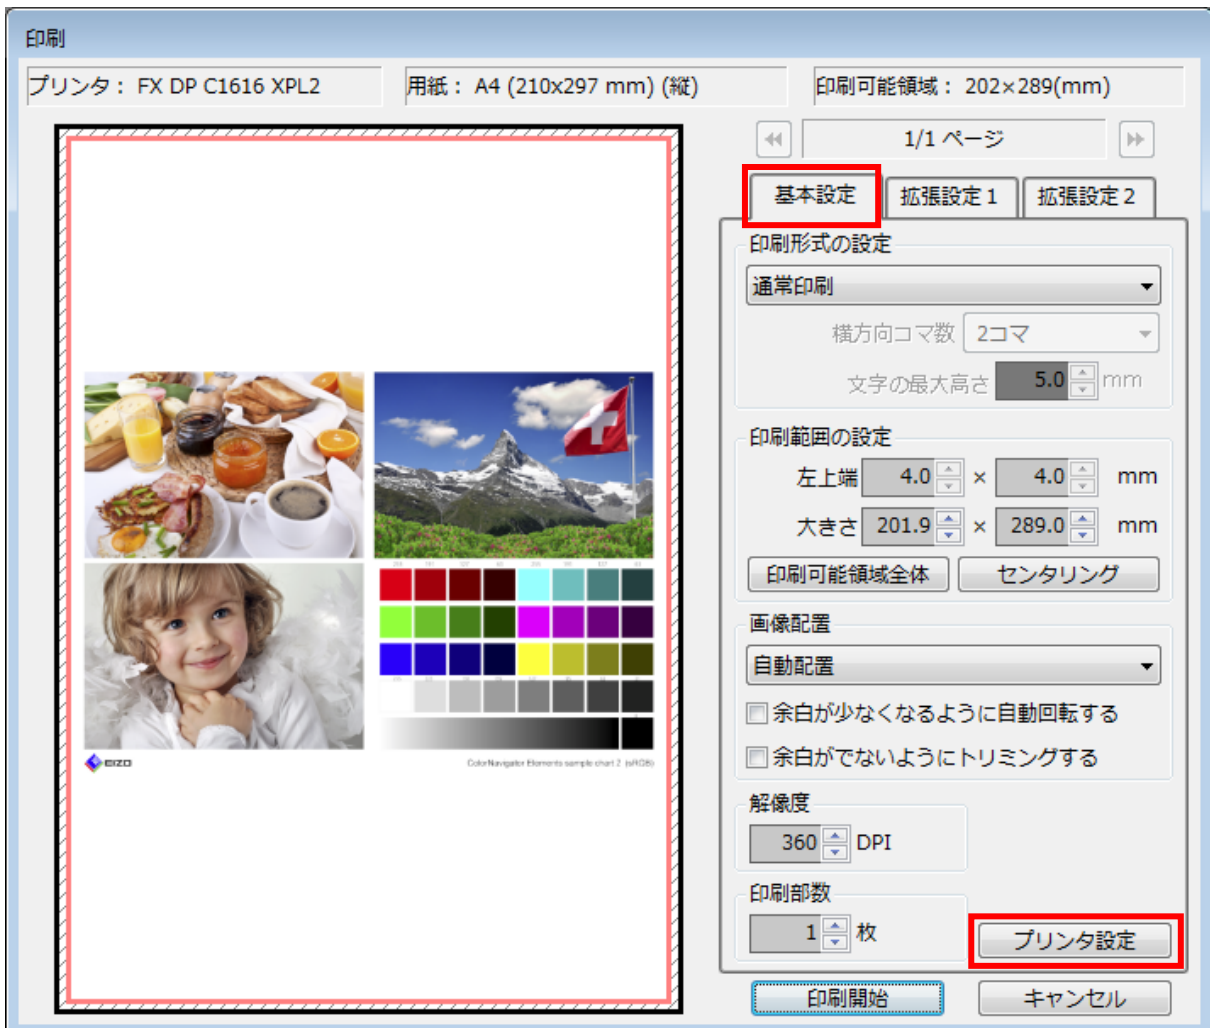 印刷
プリンタ： FX DP C1616 XPL2
用紙： A4 (210x297 mm) (縦)
印刷可能領域： 202×289(mm)
1/1 ページ
基本設定
拡張設定 1
拡張設定 2
印刷形式の設定
通常印刷
横方向コマ数 2コマ
文字の最大高さ 5.0 mm
印刷範囲の設定
左上端 4.0 × 4.0 mm
大きさ 201.9 × 289.0 mm
印刷可能領域全体
センタリング
画像配置
自動配置
余白が少なくなるように自動回転する
余白がでないようにトリミングする
解像度
360 DPI
印刷部数
1 枚
プリンタ設定
印刷開始
キャンセル
EIZO
ColorNavigator Elements sample chart 2 (sRGB)